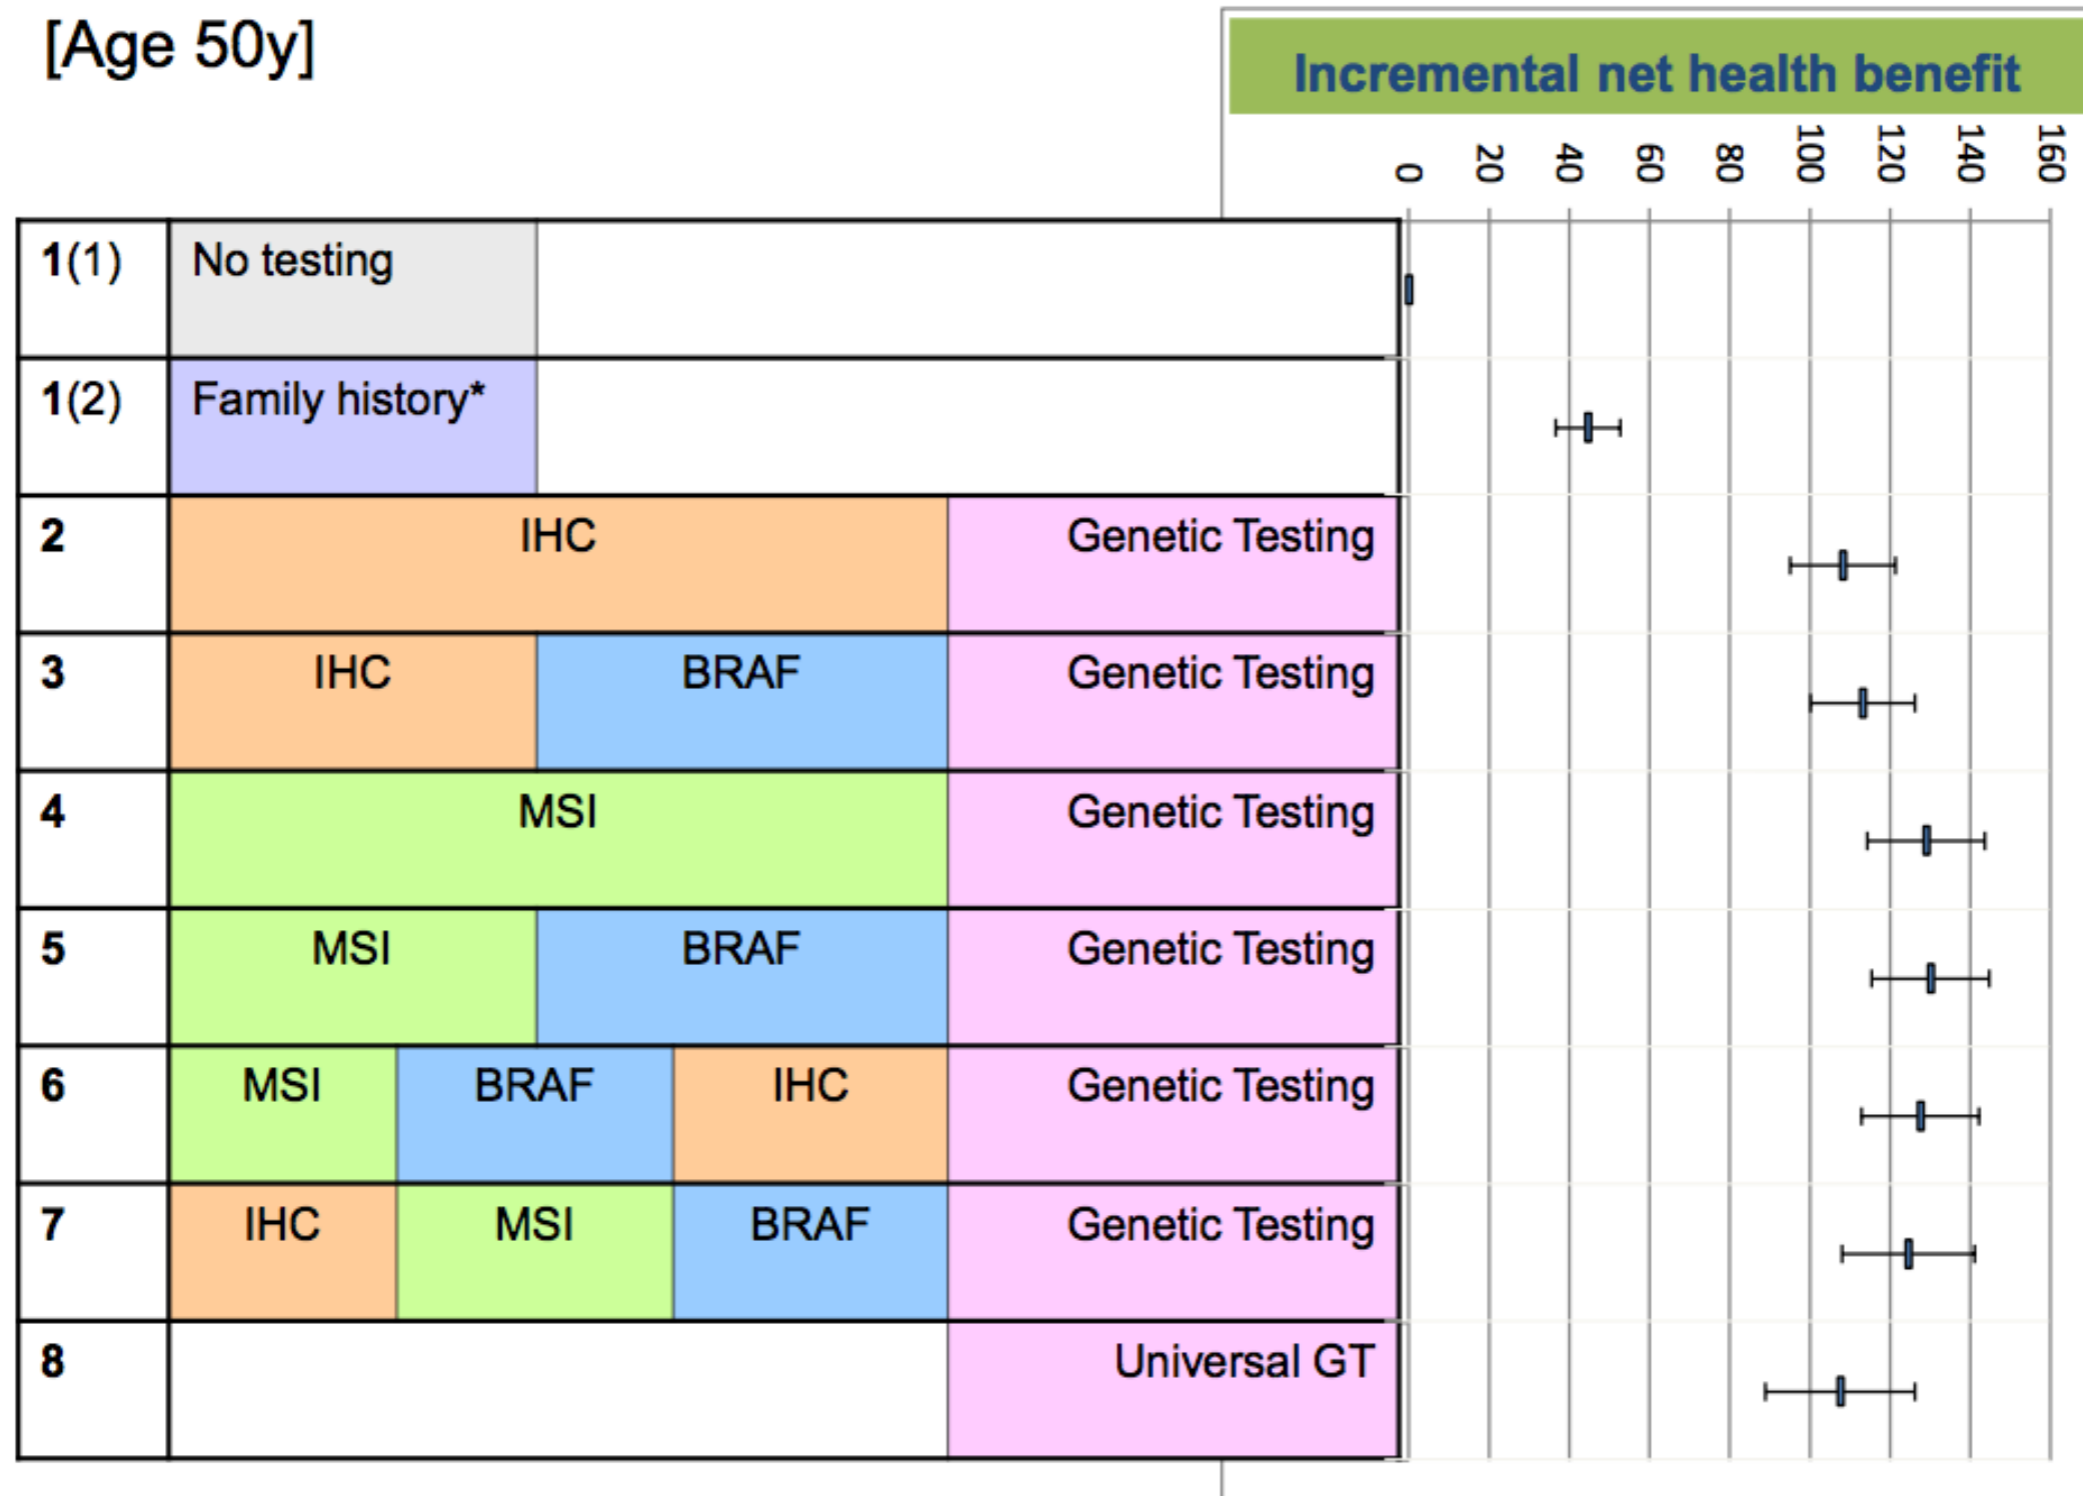 [Age 50y]
Incremental net health benefit
0 20 40 60 80 100 120 140 160
1(1) No testing
1(2) Family history*
2 IHC Genetic Testing
3 IHC BRAF Genetic Testing
4 MSI Genetic Testing
5 MSI BRAF Genetic Testing
6 MSI BRAF IHC Genetic Testing
7 IHC MSI BRAF Genetic Testing
8 Universal GT